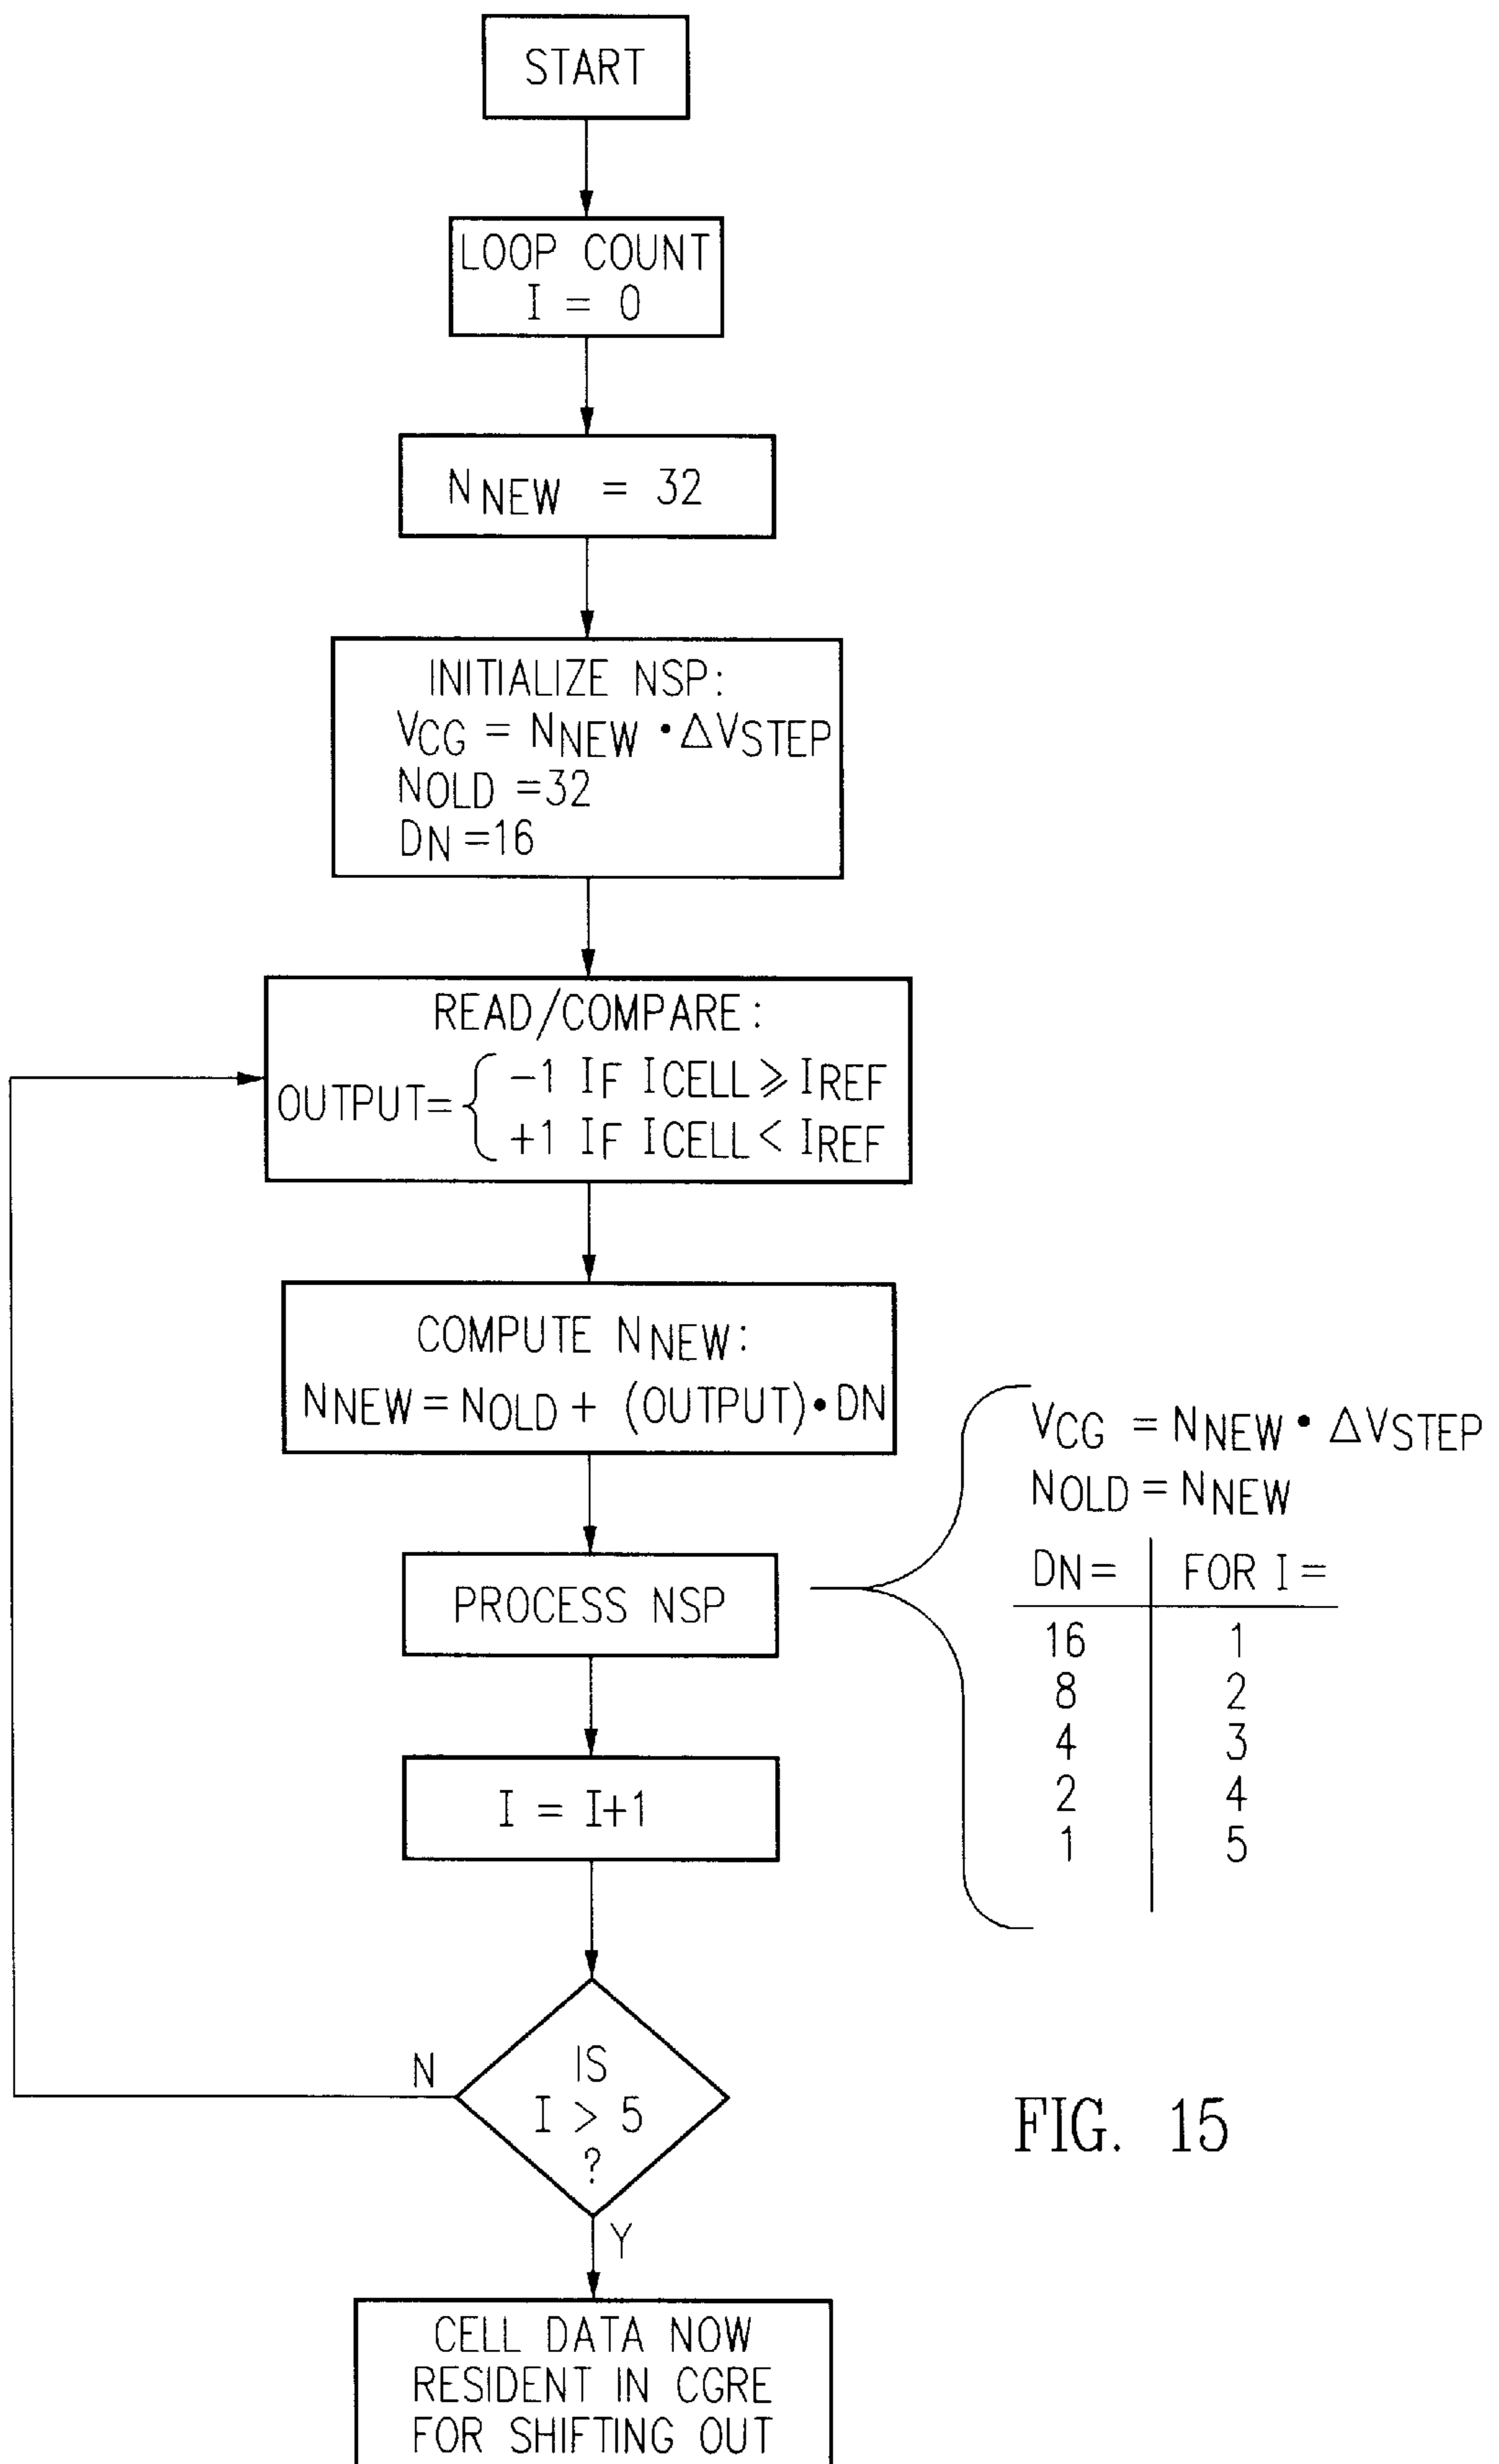 START
LOOP COUNT
I = 0
N NEW = 32
INITIALIZE NSP:
VCG = NNEW • ΔVSTEP
NOLD =32
DN =16
READ/COMPARE:
OUTPUT= { -1 IF ICELL ⩾ IREF
+1 IF ICELL < IREF
COMPUTE NNEW:
NNEW = NOLD + (OUTPUT) • DN
PROCESS NSP
VCG = NNEW • ΔVSTEP
NOLD = NNEW
DN = FOR I =
16 1
8 2
4 3
2 4
1 5
I = I+1
IS
I > 5
?
N
Y
CELL DATA NOW
RESIDENT IN CGRE
FOR SHIFTING OUT
FIG. 15